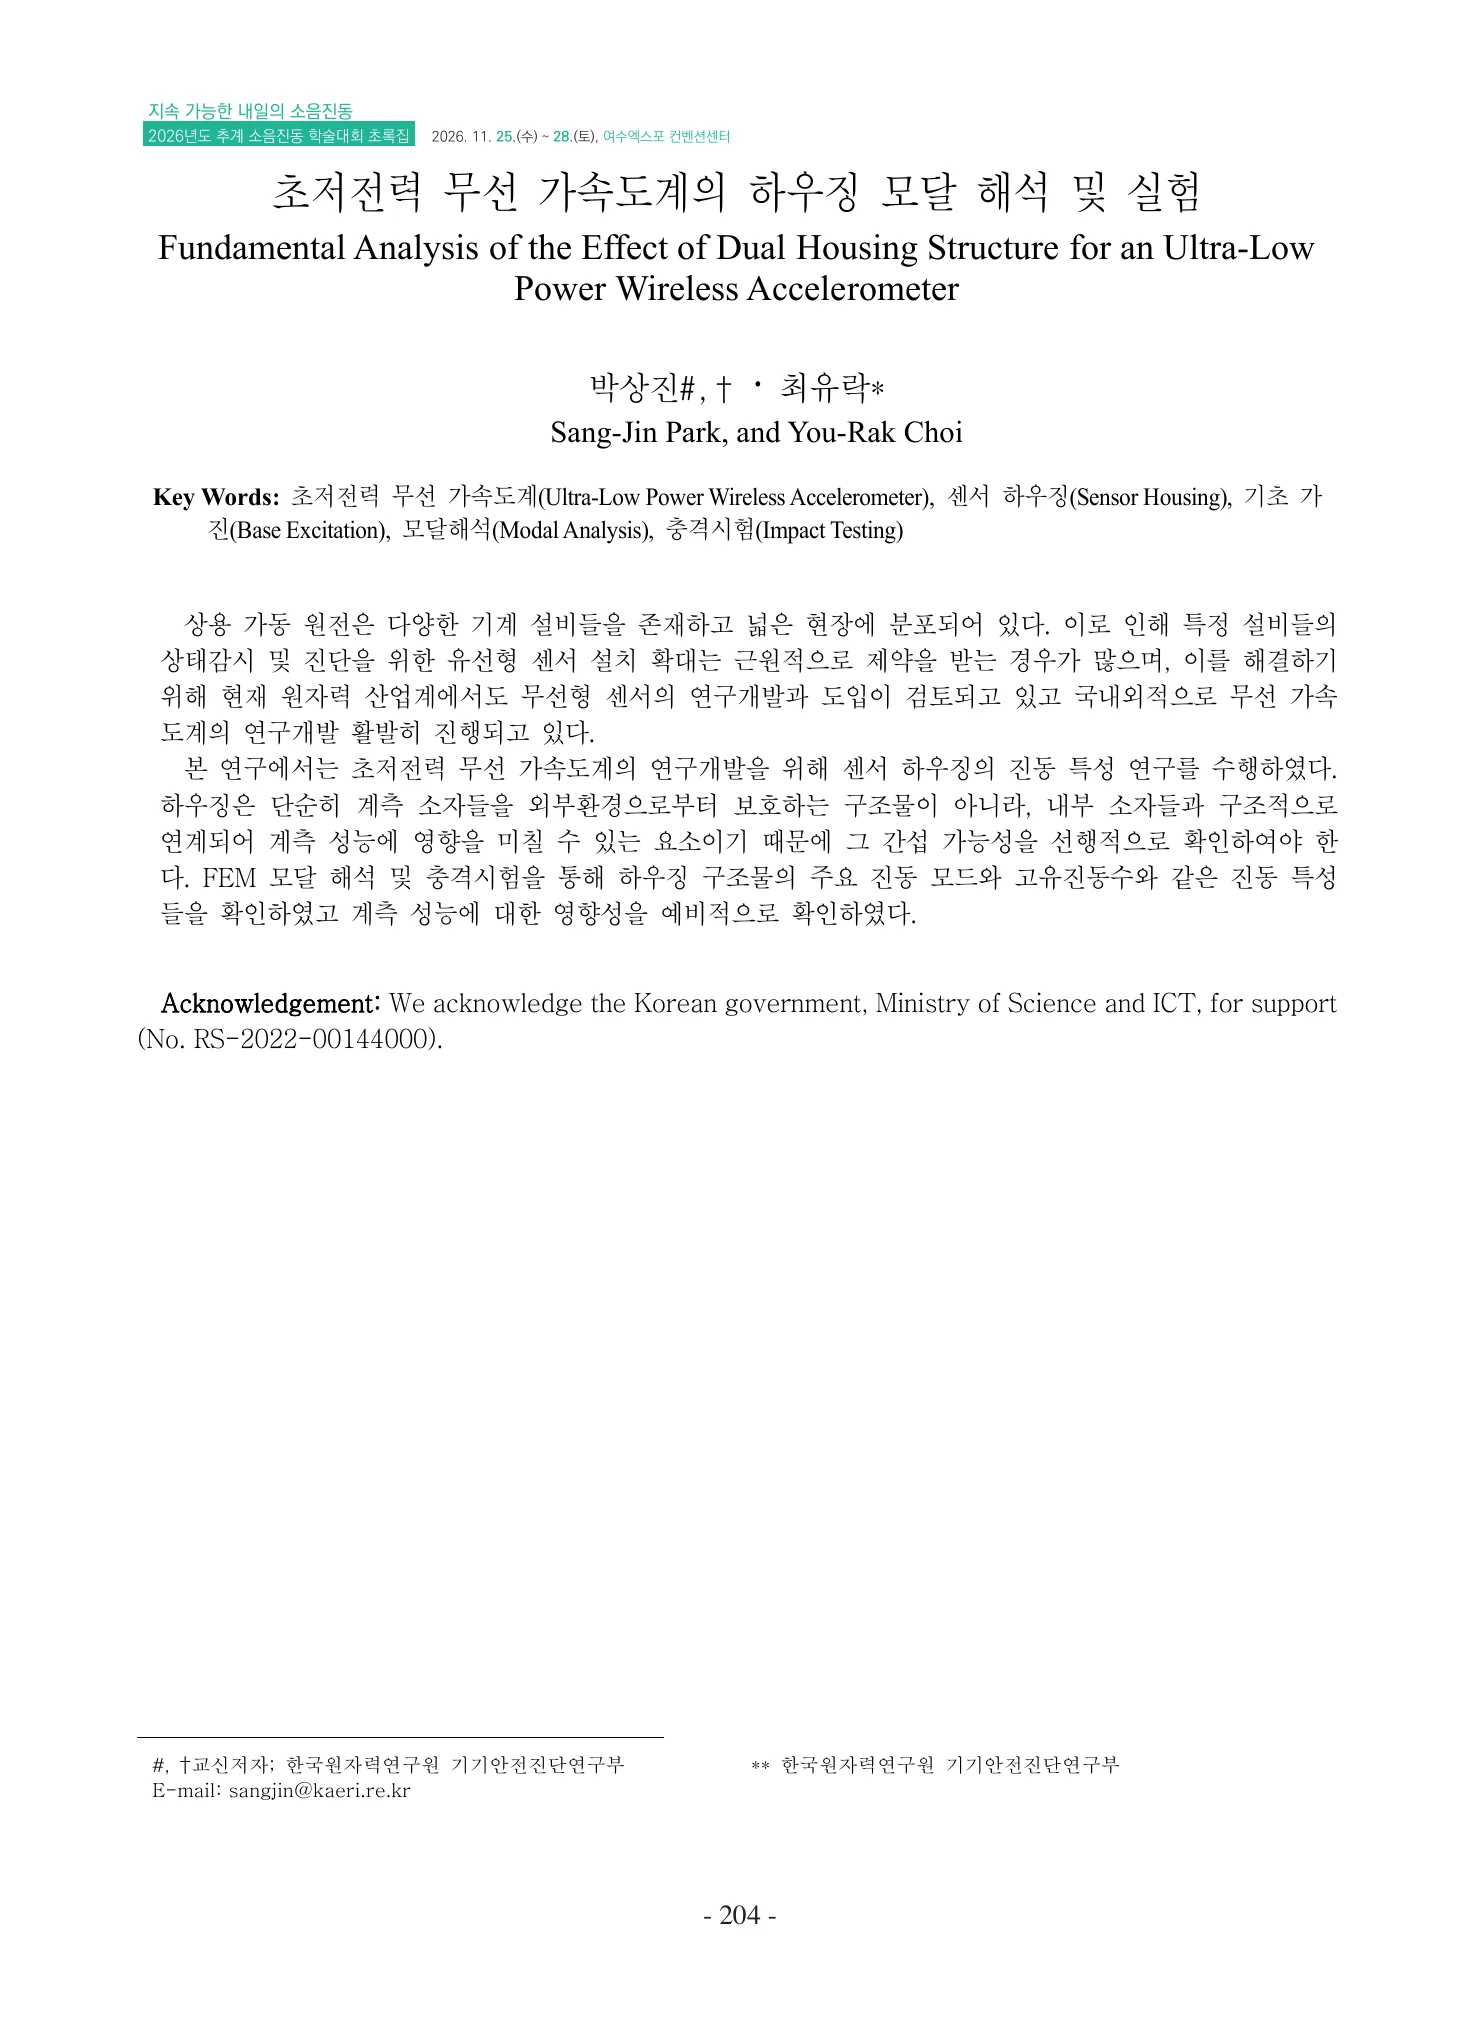 지속 가능한 내일의 소음진동
2026년도 추계 소음진동 학술대회 초록집 2026. 11. 25.(수) ~ 28.(토), 여수엑스포 컨벤션센터
초저전력 무선 가속도계의 하우징 모달 해석 및 실험
Fundamental Analysis of the Effect of Dual Housing Structure for an Ultra-Low
Power Wireless Accelerometer
박상진#,† · 최유락*
Sang-Jin Park, and You-Rak Choi
Key Words: 초저전력 무선 가속도계(Ultra-Low Power Wireless Accelerometer), 센서 하우징(Sensor Housing), 기초 가
진(Base Excitation), 모달해석(Modal Analysis), 충격시험(Impact Testing)
상용 가동 원전은 다양한 기계 설비들을 존재하고 넓은 현장에 분포되어 있다. 이로 인해 특정 설비들의
상태감시 및 진단을 위한 유선형 센서 설치 확대는 근원적으로 제약을 받는 경우가 많으며, 이를 해결하기
위해 현재 원자력 산업계에서도 무선형 센서의 연구개발과 도입이 검토되고 있고 국내외적으로 무선 가속
도계의 연구개발 활발히 진행되고 있다.
본 연구에서는 초저전력 무선 가속도계의 연구개발을 위해 센서 하우징의 진동 특성 연구를 수행하였다.
하우징은 단순히 계측 소자들을 외부환경으로부터 보호하는 구조물이 아니라, 내부 소자들과 구조적으로
연계되어 계측 성능에 영향을 미칠 수 있는 요소이기 때문에 그 간섭 가능성을 선행적으로 확인하여야 한
다. FEM 모달 해석 및 충격시험을 통해 하우징 구조물의 주요 진동 모드와 고유진동수와 같은 진동 특성
들을 확인하였고 계측 성능에 대한 영향성을 예비적으로 확인하였다.
Acknowledgement: We acknowledge the Korean government, Ministry of Science and ICT, for support
(No. RS-2022-00144000).
#, †교신저자; 한국원자력연구원 기기안전진단연구부
E-mail: sangjin@kaeri.re.kr
** 한국원자력연구원 기기안전진단연구부
- 204 -